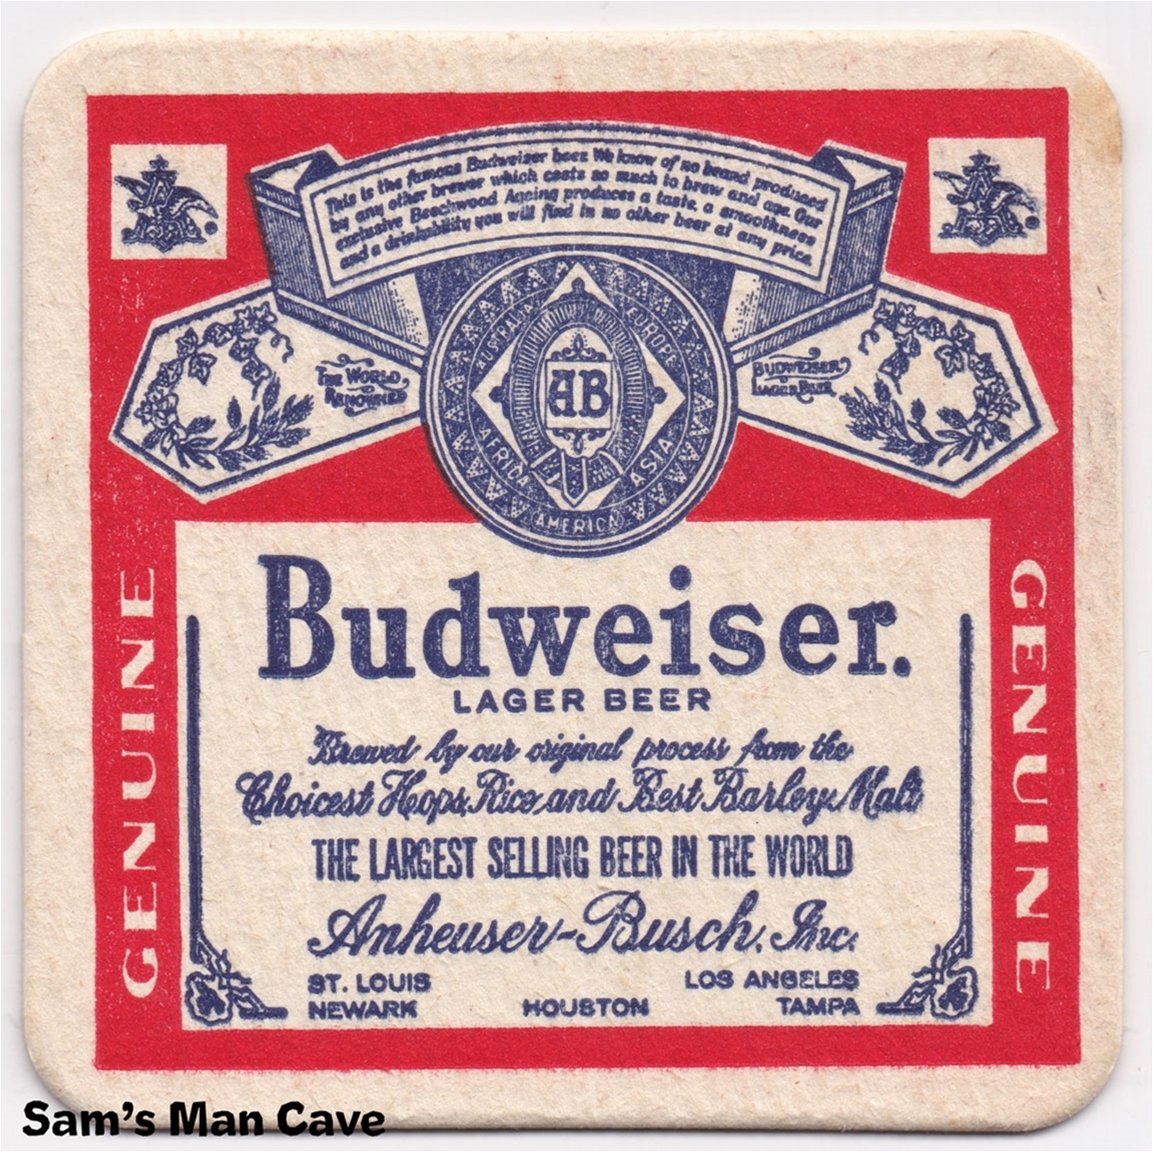 This is the famous Budweiser beer. We know of no brand produced
by any other brewer which costs so much to brew and age. Our
exclusive Beechwood Ageing produces a taste, a smoothness
and a drinkability you will find in no other beer at any price.
THE WORLD
RENOWNED
BUDWEISER
LAGER BEER
AUSTRALIA
EUROPE
AB
AFRICA
ASIA
AMERICA
GENUINE
GENUINE
Budweiser.
LAGER BEER
Brewed by our original process from the
Choicest Hops, Rice and Best Barley Malt
THE LARGEST SELLING BEER IN THE WORLD
Anheuser-Busch, Inc.
ST. LOUIS LOS ANGELES
NEWARK HOUSTON TAMPA
Sam's Man Cave